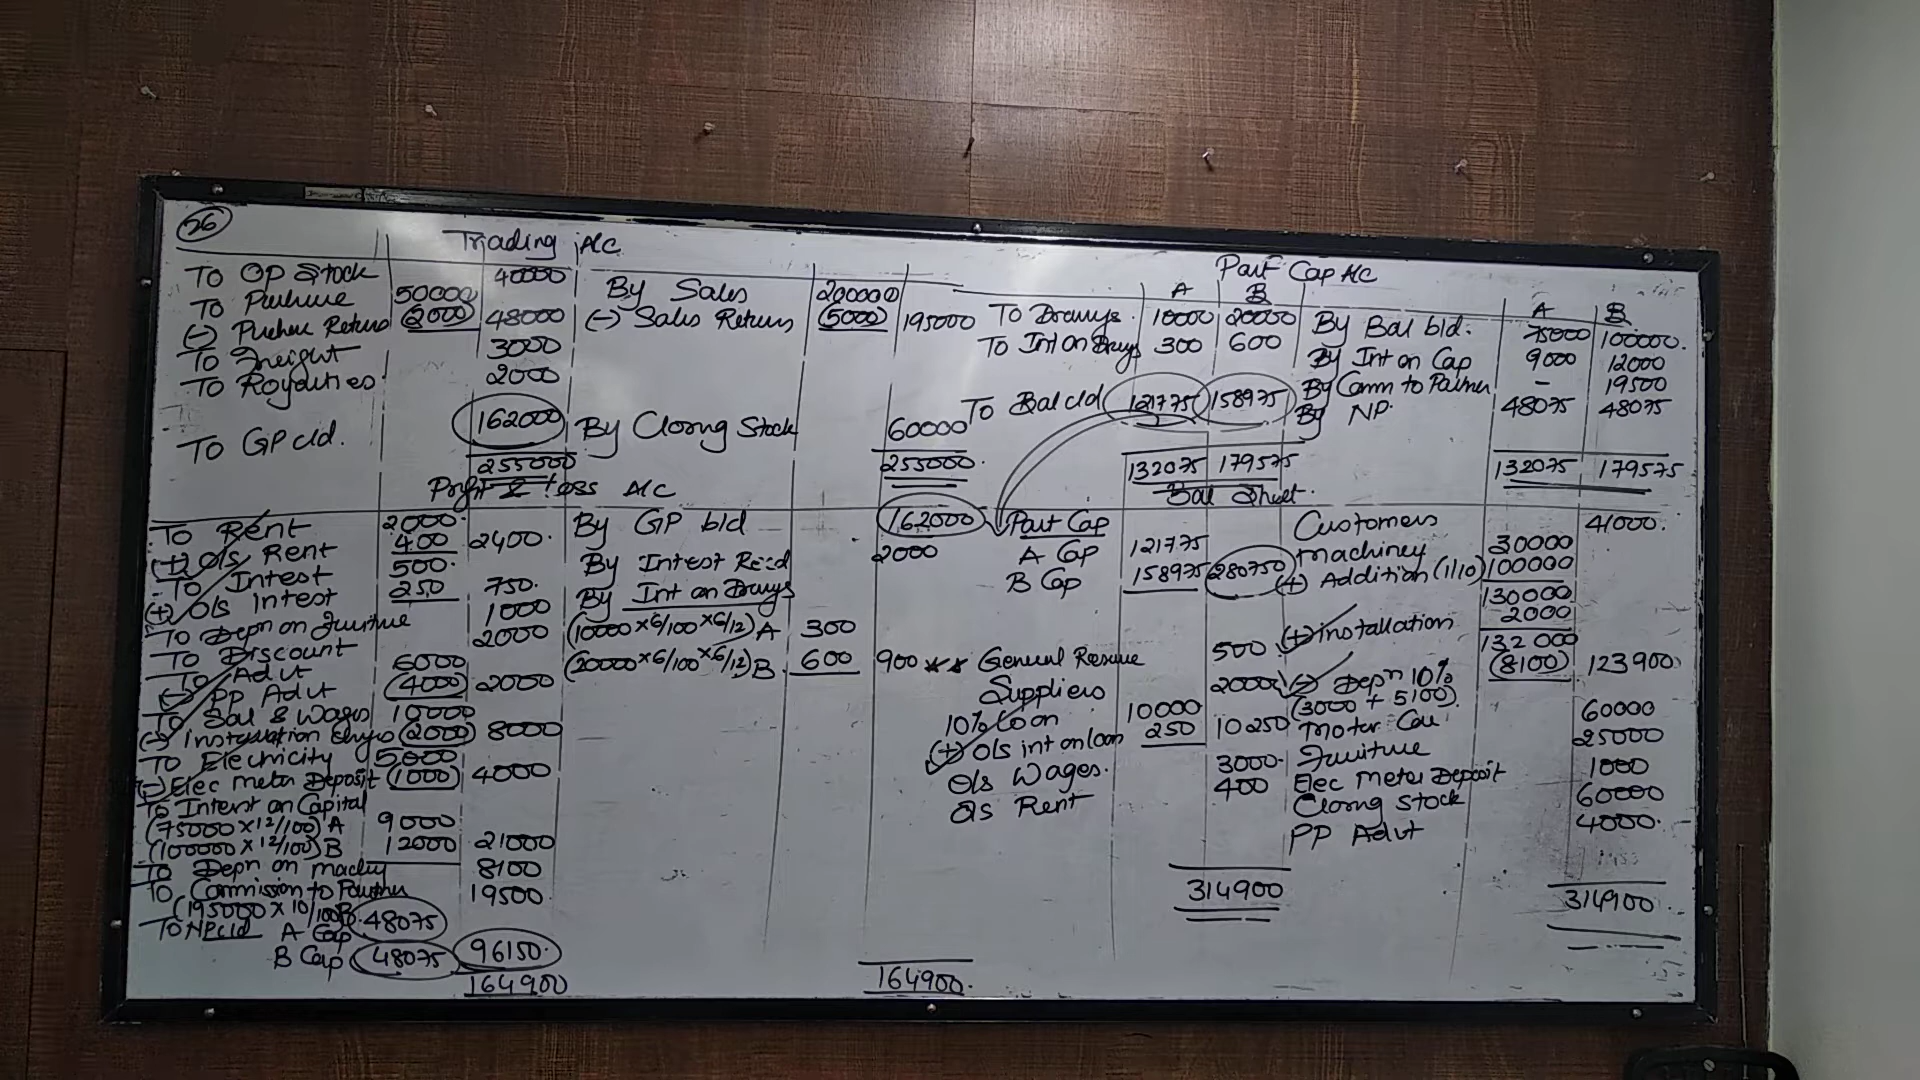 26
Trading A/C
To Op Stock 40000 By Sales 200000
To Purchase 50000
(-) Purchase Returns (2000) 48000 (-) Sales Return (5000) 195000
To Freight 3000
To Royalties 2000
To GP c/d. 162000 By Closing Stock 60000
255000 255000.
Profit & Loss A/C
To Rent 2000. By GP b/d 162000
(+) O/s Rent 400 2400. By Interest Recd 2000
To Interest 500.
(+) O/s Interest 250 750. By Int on Drwgs
To Depn on Furniture 1000 (10000×6/100×6/12) A 300
To Discount 2000 (20000×6/100×6/12) B 600 900
To Advt 6000
(-) PP Advt (4000) 2000
To Sal & Wages 10000
(-) Installation Chrgs (2000) 8000
To Electricity 5000
(-) Elec meter Deposit (1000) 4000
To Interest on Capital
(75000×12/100) A 9000
(100000×12/100) B 12000 21000
To Depn on machry 8100
To Commission to Partner 19500
(195000×10/100) B
To NP c/d A Cap 48075
B Cap 48075 96150.
164900 164900.
Part Cap A/C
A B A B
To Drawgs. 10000 20000 By Bal b/d. 75000 100000.
To Int on Drwgs 300 600 By Int on Cap 9000 12000
By Comm to Partner - 19500
To Bal c/d 121775 158975 By NP. 48075 48075
132075 179575 132075 179575
Bal Sheet.
Part Cap Customers 41000.
A Cap 121775 Machinery 30000
B Cap 158975 280750 (+) Addition (1/10) 100000
130000
(+) Installation 2000
132000
General Reserve 500 (-) Depn 10% (8100) 123900
Suppliers 20000 (3000 + 5100)
10% Loan 10000 Motor Car 60000
(+) O/s int on loan 250 10250 Furniture 25000
O/s Wages. 3000. Elec Meter Deposit 1000
O/s Rent 400 Closing Stock 60000
PP Advt 4000.
314900 314900